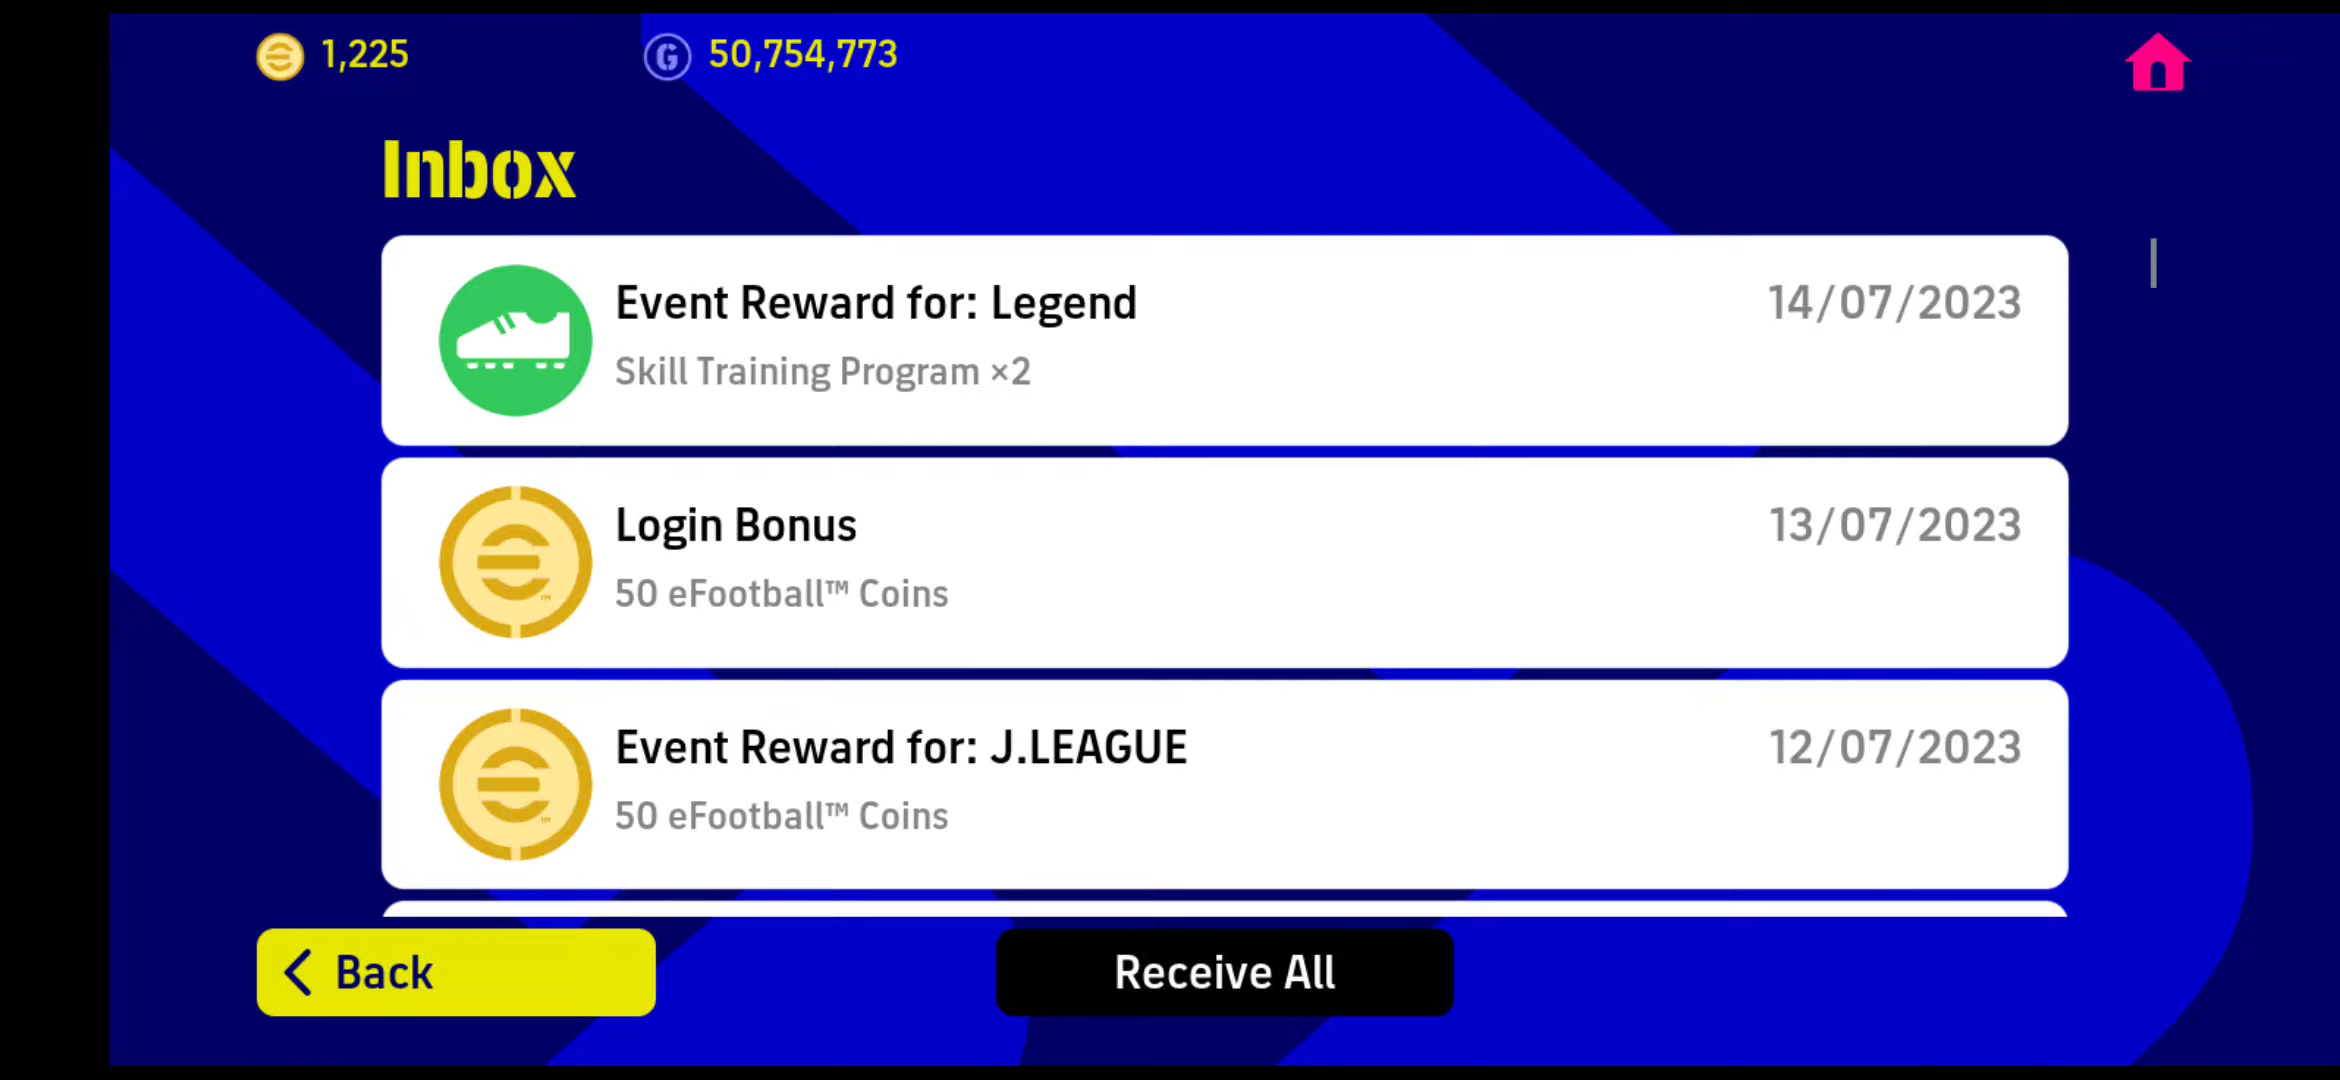 1,225
G 50,754,773
Inbox
Event Reward for: Legend
14/07/2023
Skill Training Program ×2
Login Bonus
13/07/2023
50 eFootball™ Coins
Event Reward for: J.LEAGUE
12/07/2023
50 eFootball™ Coins
Back
Receive All